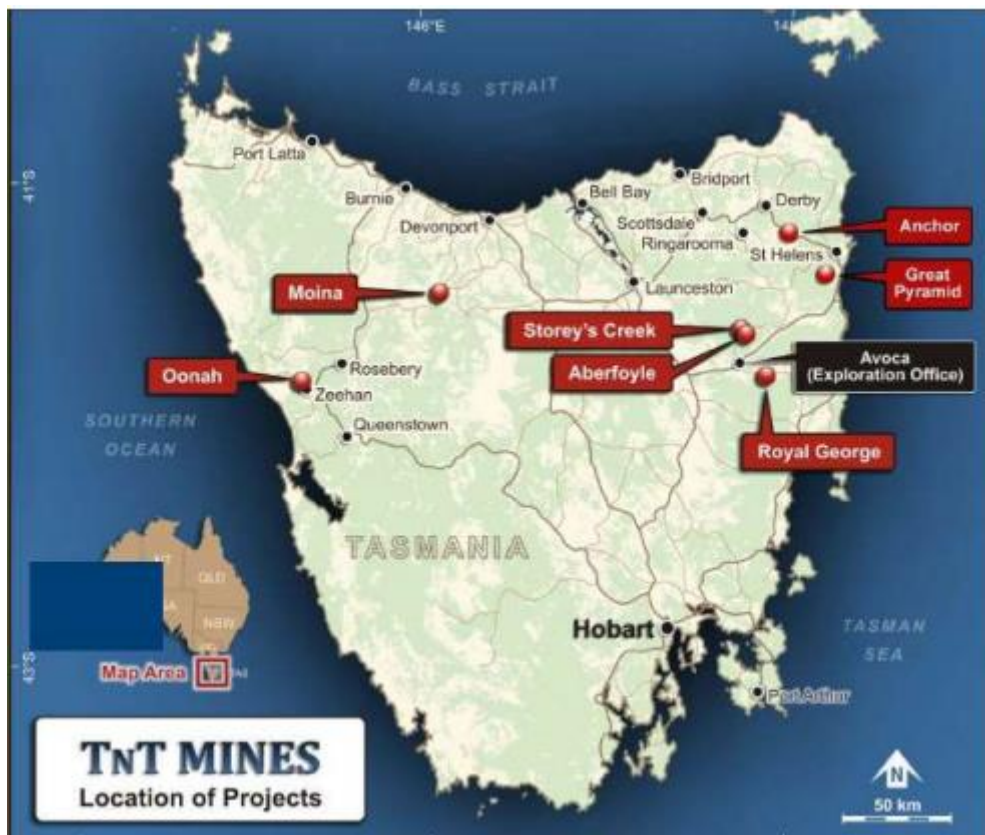 146°E
BASS STRAIT
Port Latta
41°S
Burnie
Devonport
Bell Bay
Bridport
Derby
Scottsdale
Ringarooma
St Helens
Anchor
Great
Pyramid
Launceston
Moina
Storey's Creek
Aberfoyle
Avoca
(Exploration Office)
Oonah
Rosebery
Zeehan
Queenstown
Royal George
SOUTHERN
OCEAN
TASMANIA
QLD
NSW
Hobart
TASMAN
SEA
43°S
Map Area
Port Arthur
TNT MINES
Location of Projects
N
50 km